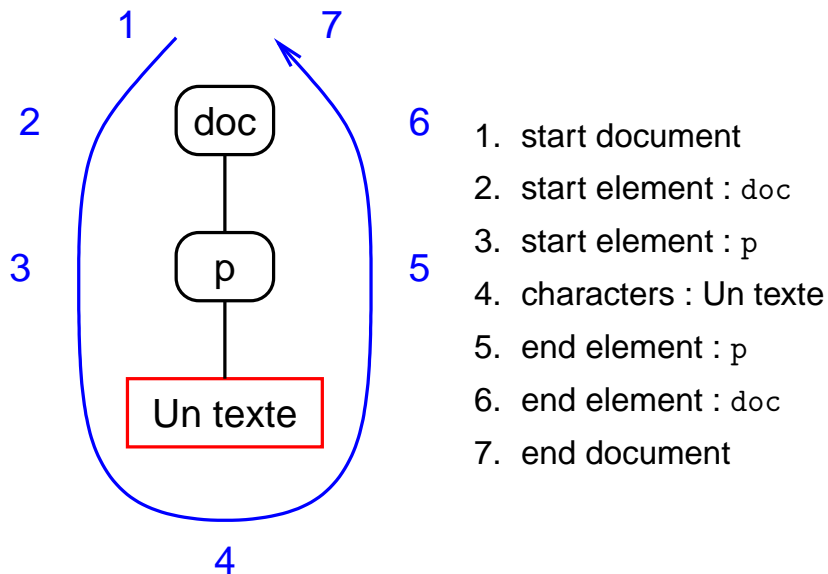 1
7
2
doc
6
3
p
5
Un texte
4
1. start document
2. start element : doc
3. start element : p
4. characters : Un texte
5. end element : p
6. end element : doc
7. end document